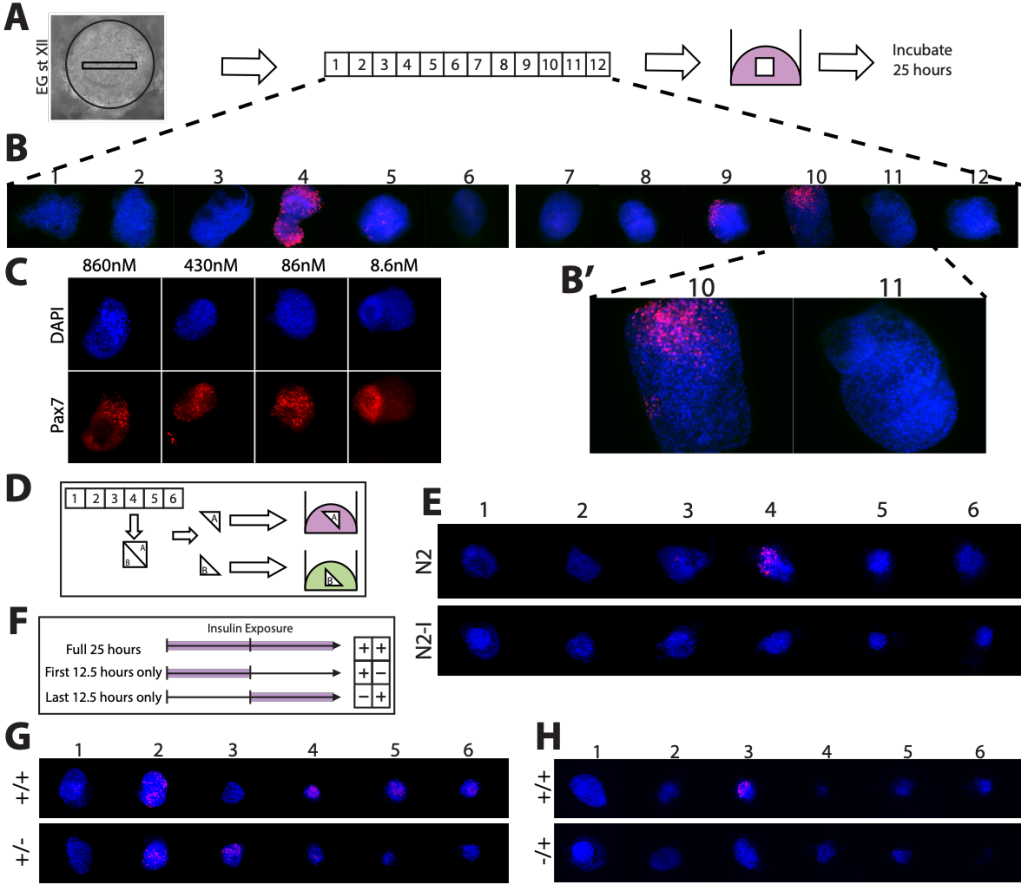 A
EG st XII
1 2 3 4 5 6 7 8 9 10 11 12
Incubate
25 hours
B
1 2 3 4 5 6 7 8 9 10 11 12
C
860nM 430nM 86nM 8.6nM
DAPI
Pax7
B′
10 11
D
1 2 3 4 5 6
A
B
A
B
A
B
E
1 2 3 4 5 6
N2
N2-I
F
Insulin Exposure
Full 25 hours + +
First 12.5 hours only + −
Last 12.5 hours only − +
G
1 2 3 4 5 6
+/+
+/-
H
1 2 3 4 5 6
+/+
-/+